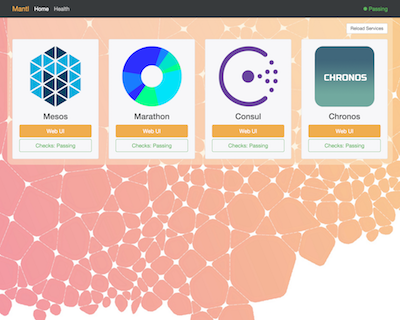 Mantl Home Health Passing
Reload Services
CHRONOS
Mesos Marathon Consul Chronos
Web UI Web UI Web UI Web UI
Checks: Passing Checks: Passing Checks: Passing Checks: Passing